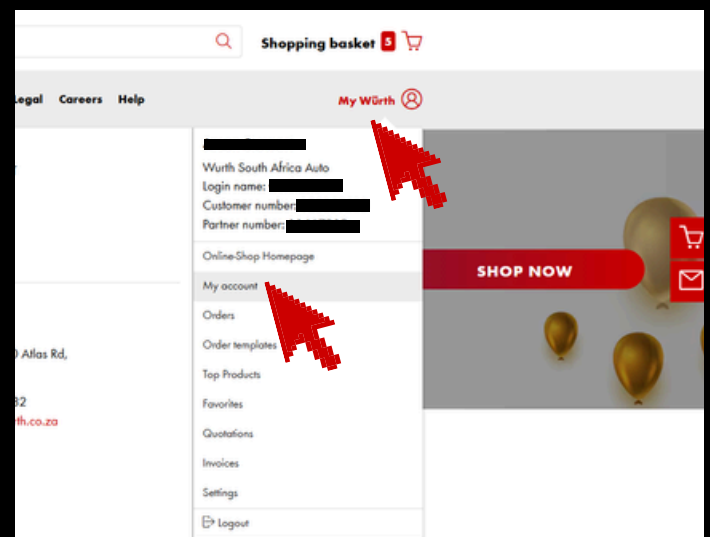 Shopping basket 5
Legal Careers Help
My Würth
Wurth South Africa Auto
Login name:
Customer number:
Partner number:
Online-Shop Homepage
SHOP NOW
My account
Orders
Order templates
Atlas Rd,
Top Products
32
Favorites
th.co.za
Quotations
Invoices
Settings
Logout